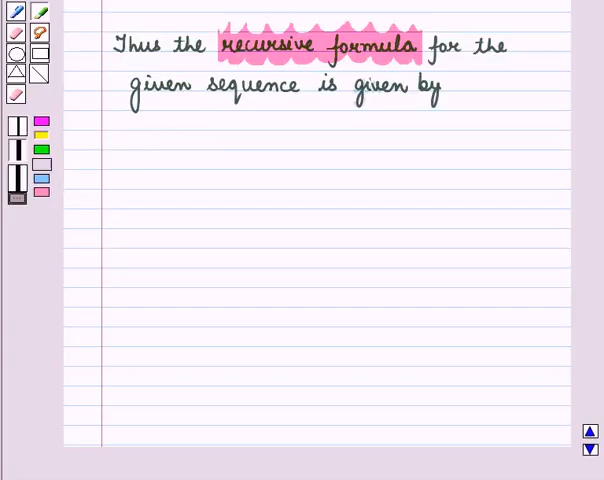 Thus the recursive formula for the
given sequence is given by